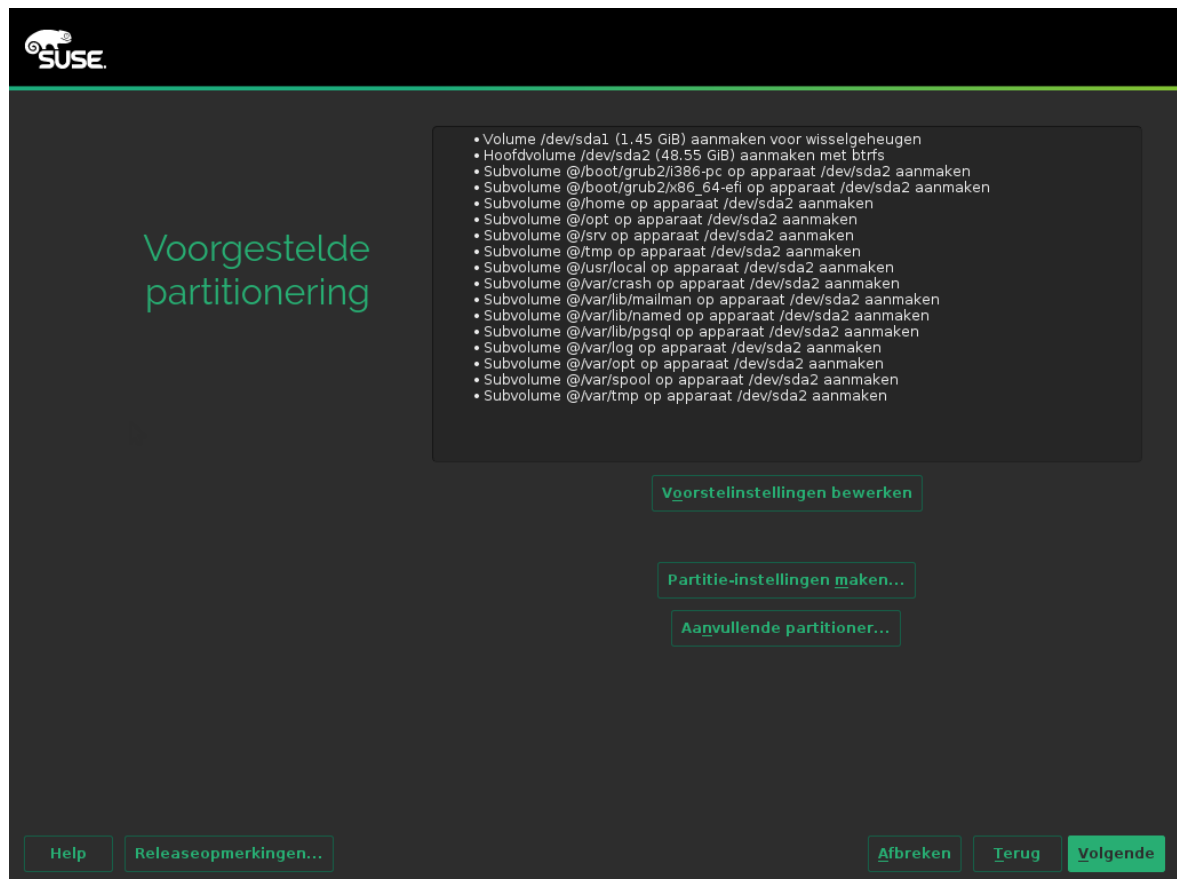 SUSE.
Voorgestelde
partitionering
• Volume /dev/sda1 (1.45 GiB) aanmaken voor wisselgeheugen
• Hoofdvolume /dev/sda2 (48.55 GiB) aanmaken met btrfs
• Subvolume @/boot/grub2/i386-pc op apparaat /dev/sda2 aanmaken
• Subvolume @/boot/grub2/x86_64-efi op apparaat /dev/sda2 aanmaken
• Subvolume @/home op apparaat /dev/sda2 aanmaken
• Subvolume @/opt op apparaat /dev/sda2 aanmaken
• Subvolume @/srv op apparaat /dev/sda2 aanmaken
• Subvolume @/tmp op apparaat /dev/sda2 aanmaken
• Subvolume @/usr/local op apparaat /dev/sda2 aanmaken
• Subvolume @/var/crash op apparaat /dev/sda2 aanmaken
• Subvolume @/var/lib/mailman op apparaat /dev/sda2 aanmaken
• Subvolume @/var/lib/named op apparaat /dev/sda2 aanmaken
• Subvolume @/var/lib/pgsql op apparaat /dev/sda2 aanmaken
• Subvolume @/var/log op apparaat /dev/sda2 aanmaken
• Subvolume @/var/opt op apparaat /dev/sda2 aanmaken
• Subvolume @/var/spool op apparaat /dev/sda2 aanmaken
• Subvolume @/var/tmp op apparaat /dev/sda2 aanmaken
Voorstelinstellingen bewerken
Partitie-instellingen maken...
Aanvullende partitioner...
Help
Releaseopmerkingen...
Afbreken
Terug
Volgende